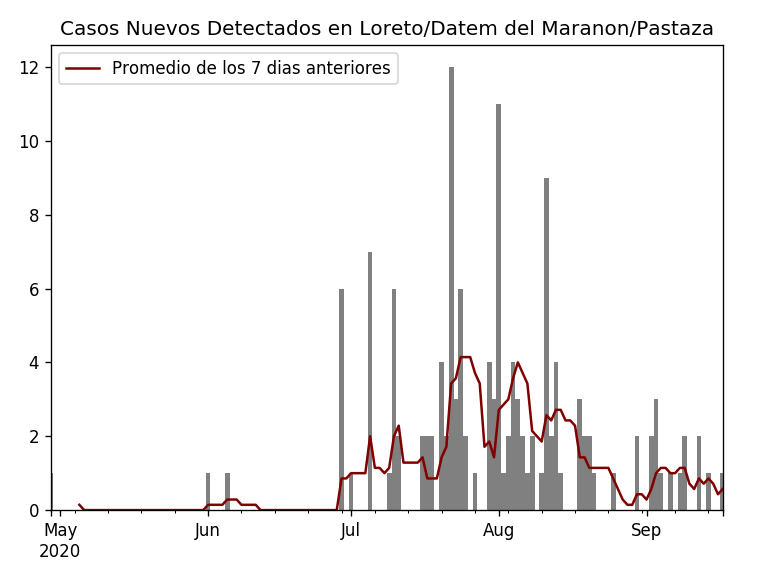 Casos Nuevos Detectados en Loreto/Datem del Maranon/Pastaza
Promedio de los 7 dias anteriores
12
10
8
6
4
2
0
May Jun Jul Aug Sep
2020